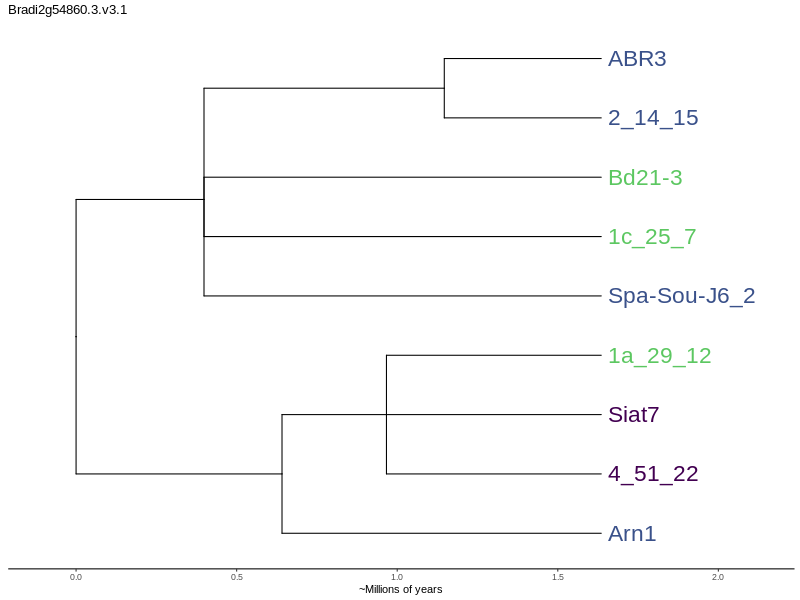 Bradi2g54860.3.v3.1
ABR3
2_14_15
Bd21-3
1c_25_7
Spa-Sou-J6_2
1a_29_12
Siat7
4_51_22
Arn1
0.0 0.5 1.0 1.5 2.0
~Millions of years